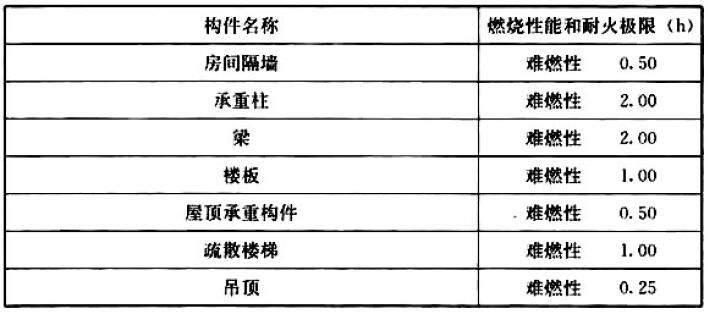 构件名称 燃烧性能和耐火极限（h）
房间隔墙 难燃性 0.50
承重柱 难燃性 2.00
梁 难燃性 2.00
楼板 难燃性 1.00
屋顶承重构件 难燃性 0.50
疏散楼梯 难燃性 1.00
吊顶 难燃性 0.25